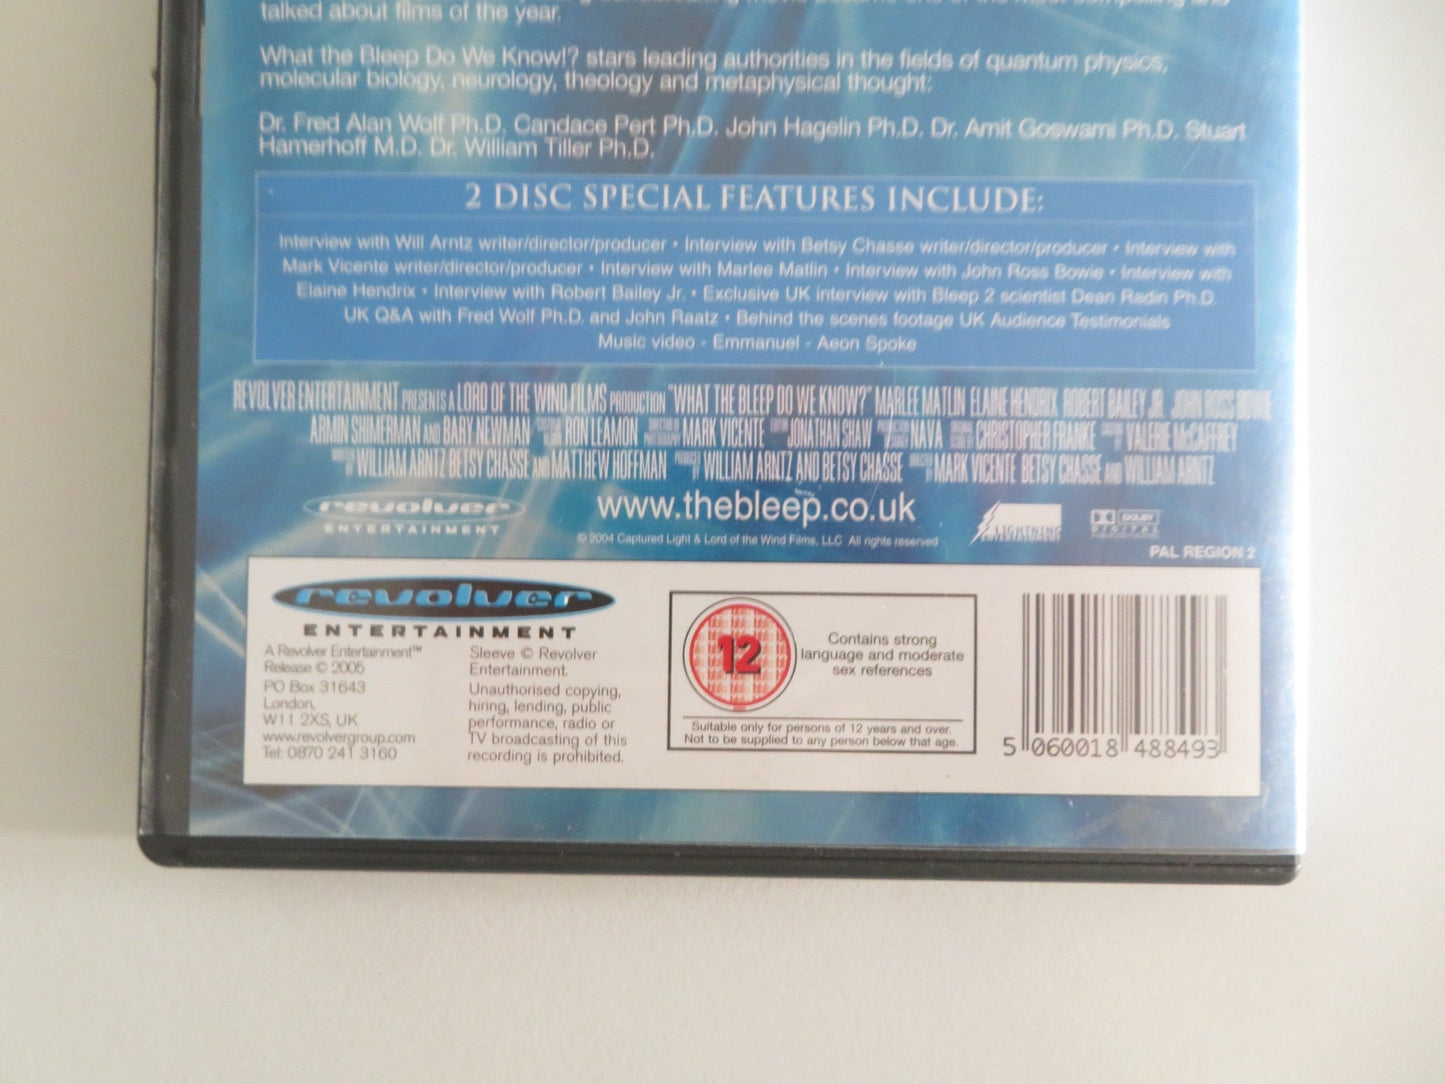 talked about films of the year.
What the Bleep Do We Know!? stars leading authorities in the fields of quantum physics,
molecular biology, neurology, theology and metaphysical thought;
Dr. Fred Alan Wolf Ph.D, Candace Pert Ph.D, John Hagelin Ph.D, Dr. Amit Goswami Ph.D. Stuart
Hamerhoff M.D, Dr. William Tiller Ph.D.
2 DISC SPECIAL FEATURES INCLUDE:
Interview with Will Arntz writer/director/producer • Interview with Betsy Chasse writer/director/producer • Interview with
Mark Vicente writer/director/producer • Interview with Marlee Matlin • Interview with John Ross Bowie • Interview with
Elaine Hendrix • Interview with Robert Bailey Jr. • Exclusive UK interview with Bleep 2 scientist Dean Radin Ph.D.
UK Q&A with Fred Wolf Ph.D. and John Raatz • Behind the scenes footage UK Audience Testimonials
Music video - Emmanuel - Aeon Spoke
REVOLVER ENTERTAINMENT PRESENTS A LORD OF THE WIND FILMS PRODUCTION "WHAT THE BLEEP DO WE KNOW!?" MARLEE MATLIN ELAINE HENDRIX ROBERT BAILEY JR. JOHN ROSS BOWIE
ARMIN SHIMERMAN AND BARRY NEWMAN RON LEAMON DIRECTOR OF PHOTOGRAPHY MARK VICENTE JONATHAN SHAW NAVA CHRISTOPHER FRANKE VALERIE McCAFFREY
WILLIAM ARNTZ BETSY CHASSE AND MATTHEW HOFFMAN PRODUCED BY WILLIAM ARNTZ AND BETSY CHASSE DIRECTED BY MARK VICENTE BETSY CHASSE AND WILLIAM ARNTZ
revolver
ENTERTAINMENT
www.thebleep.co.uk
© 2004 Captured Light & Lord of the Wind Films, LLC All rights reserved
LIGHTNING
ENTERTAINMENT
DOLBY
DIGITAL
PAL REGION 2
revolver
ENTERTAINMENT
A Revolver Entertainment™
Release © 2005
PO Box 31643
London,
W11 2XS, UK
www.revolvergroup.com
Tel: 0870 241 3160
Sleeve © Revolver
Entertainment.
Unauthorised copying,
hiring, lending, public
performance, radio or
TV broadcasting of this
recording is prohibited.
12
Contains strong
language and moderate
sex references
Suitable only for persons of 12 years and over.
Not to be supplied to any person below that age.
5 060018 488493